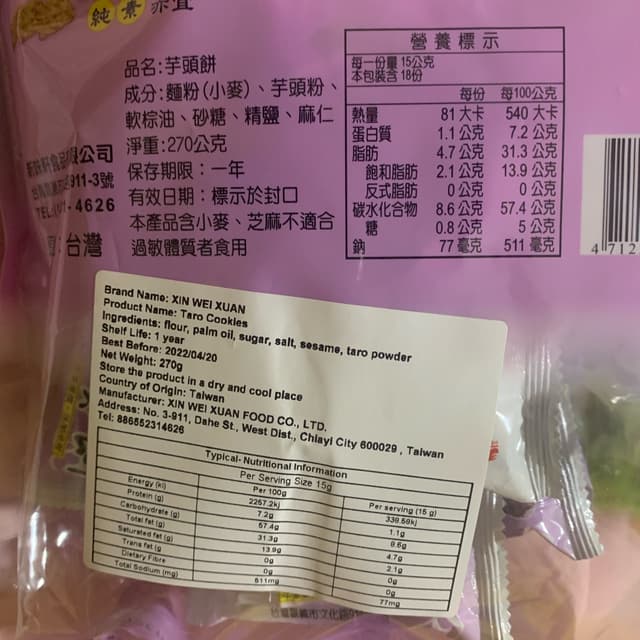 純素
品名:芋頭餅
成分:麵粉(小麥)、芋頭粉、
軟棕油、砂糖、精鹽、麻仁
淨重:270公克
保存期限:一年
有效日期:標示於封口
本產品含小麥、芝麻不適合
過敏體質者食用
公司
911-3號
TEL: 4626
台灣
營養標示
每一份量 15公克
本包裝含 18份
每份 每100公克
熱量 81 大卡 540 大卡
蛋白質 1.1 公克 7.2 公克
脂肪 4.7 公克 31.3 公克
飽和脂肪 2.1 公克 13.9 公克
反式脂肪 0 公克 0 公克
碳水化合物 8.6 公克 57.4 公克
糖 0.8 公克 5 公克
鈉 77 毫克 511 毫克
4 712
Brand Name: XIN WEI XUAN
Product Name: Taro Cookies
Ingredients: flour, palm oil, sugar, salt, sesame, taro powder
Shelf Life: 1 year
Best Before: 2022/04/20
Net Weight: 270g
Store the product in a dry and cool place
Country of Origin: Taiwan
Manufacturer: XIN WEI XUAN FOOD CO., LTD.
Address: No. 3-911, Dahe St., West Dist., Chiayi City 600029 , Taiwan
Tel: 886552314626
Typical- Nutritional Information
Per Serving Size 15g
Per 100g Per serving (15 g)
Energy (kj) 2257.2kj 338.58kj
Protein (g) 7.2g 1.1g
Carbohydrate (g) 57.4g 8.6g
Total fat (g) 31.3g 4.7g
Saturated fat (g) 13.9g 2.1g
Trans fat (g) 0g 0g
Dietary Fibre 0g 0g
Total Sodium (mg) 511mg 77mg